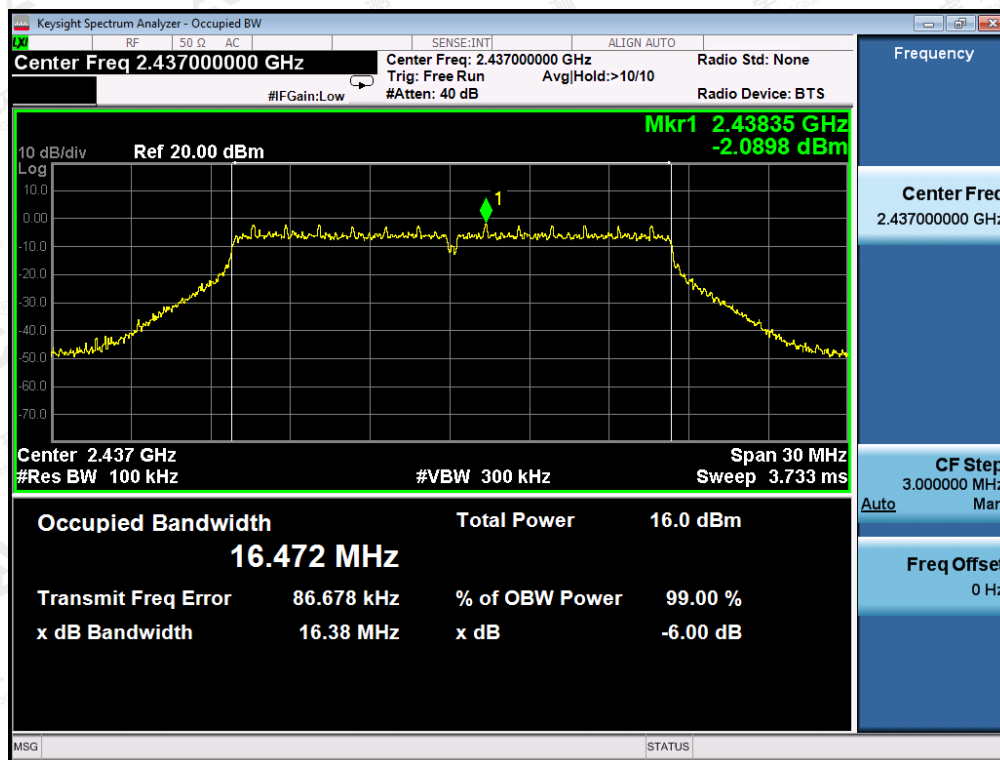 Keysight Spectrum Analyzer - Occupied BW
LXI RF 50 Ω AC SENSE:INT ALIGN AUTO
Center Freq 2.437000000 GHz
Center Freq: 2.437000000 GHz Radio Std: None
Trig: Free Run Avg|Hold:>10/10
#IFGain:Low #Atten: 40 dB Radio Device: BTS
Mkr1 2.43835 GHz
-2.0898 dBm
10 dB/div Ref 20.00 dBm
Log
10.0
0.00
-10.0
-20.0
-30.0
-40.0
-50.0
-60.0
-70.0
1
Center 2.437 GHz Span 30 MHz
#Res BW 100 kHz #VBW 300 kHz Sweep 3.733 ms
Occupied Bandwidth Total Power 16.0 dBm
16.472 MHz
Transmit Freq Error 86.678 kHz % of OBW Power 99.00 %
x dB Bandwidth 16.38 MHz x dB -6.00 dB
MSG STATUS
Frequency
Center Freq
2.437000000 GHz
CF Step
3.000000 MHz
Auto Man
Freq Offset
0 Hz